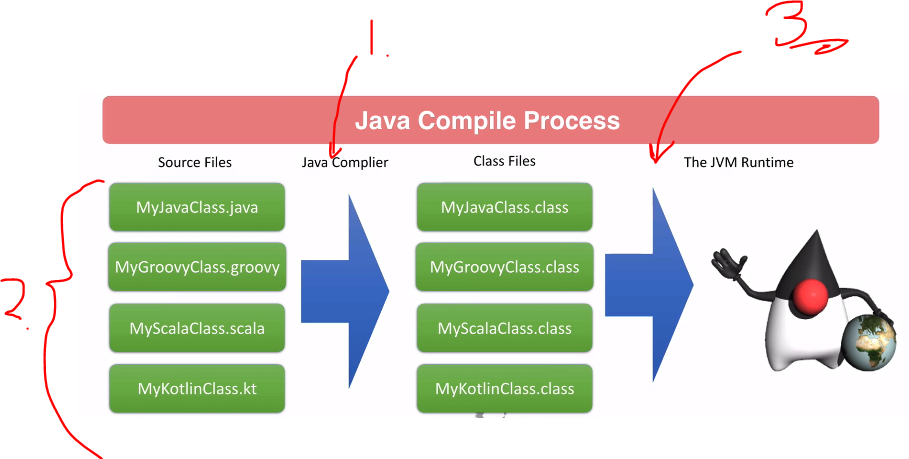 1.
3.
Java Compile Process
Source Files
Java Complier
Class Files
The JVM Runtime
2.
MyJavaClass.java
MyJavaClass.class
MyGroovyClass.groovy
MyGroovyClass.class
MyScalaClass.scala
MyScalaClass.class
MyKotlinClass.kt
MyKotlinClass.class